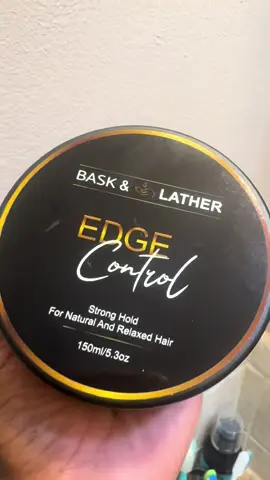 BASK & LATHER
EDGE
Control
Strong Hold
For Natural And Relaxed Hair
150ml/5.3oz